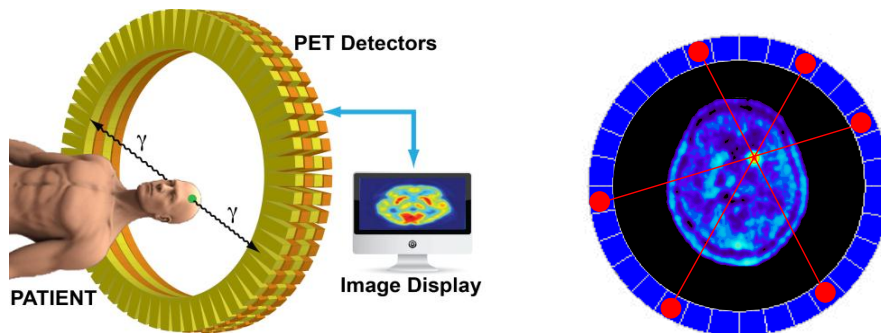 PET Detectors
γ
γ
PATIENT
Image Display